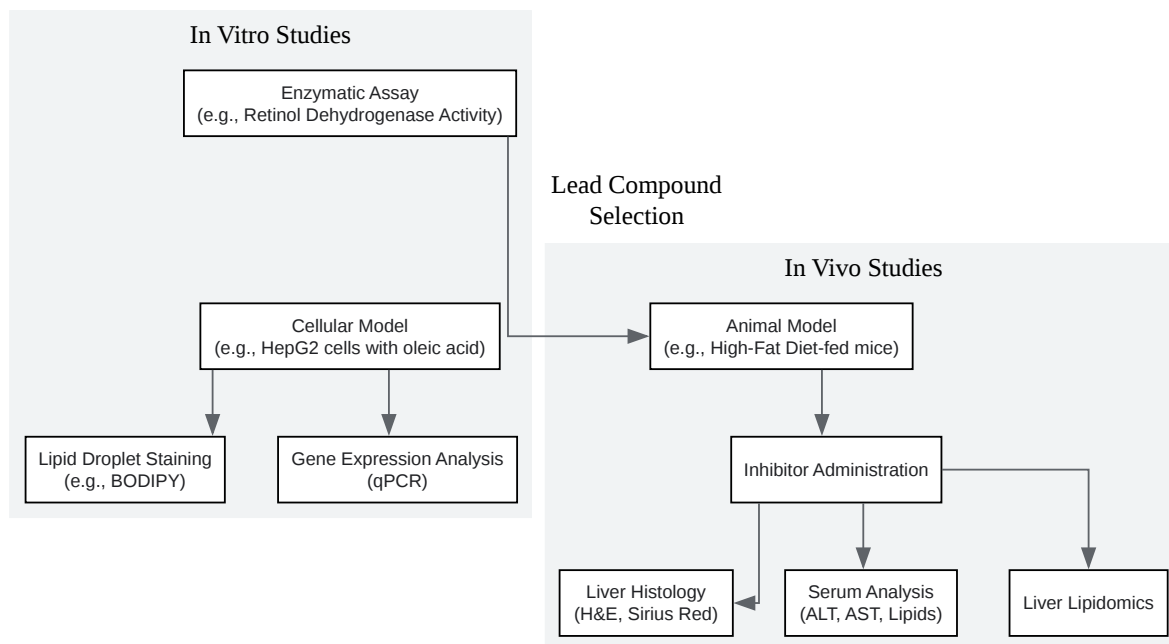 In Vitro Studies
Enzymatic Assay
(e.g., Retinol Dehydrogenase Activity)
Lead Compound
Selection
In Vivo Studies
Cellular Model
(e.g., HepG2 cells with oleic acid)
Animal Model
(e.g., High-Fat Diet-fed mice)
Lipid Droplet Staining
(e.g., BODIPY)
Gene Expression Analysis
(qPCR)
Inhibitor Administration
Liver Histology
(H&E, Sirius Red)
Serum Analysis
(ALT, AST, Lipids)
Liver Lipidomics